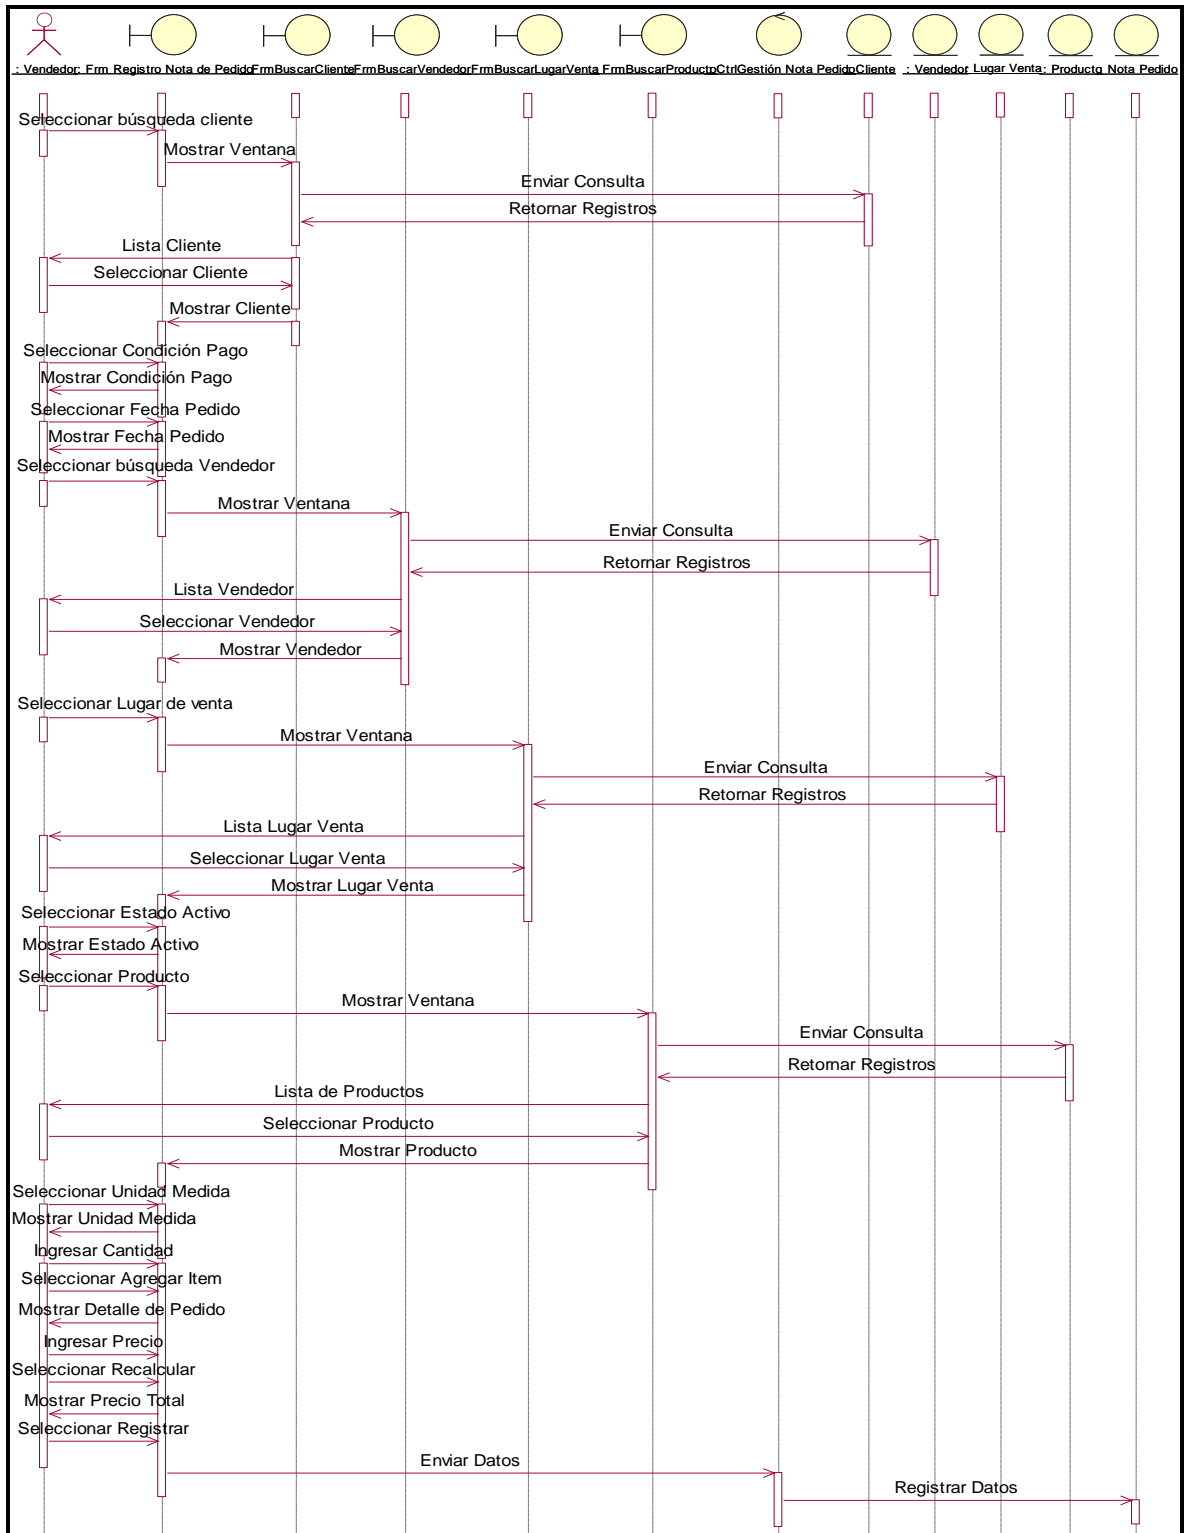 : Vendedor : Frm Registro Nota de Pedido FrmBuscarCliente FrmBuscarVendedor FrmBuscarLugarVenta FrmBuscarProducto CtrlGestión Nota Pedido Cliente : Vendedor Lugar Venta : Producto Nota Pedido
Seleccionar búsqueda cliente
Mostrar Ventana
Enviar Consulta
Retornar Registros
Lista Cliente
Seleccionar Cliente
Mostrar Cliente
Seleccionar Condición Pago
Mostrar Condición Pago
Seleccionar Fecha Pedido
Mostrar Fecha Pedido
Seleccionar búsqueda Vendedor
Mostrar Ventana
Enviar Consulta
Retornar Registros
Lista Vendedor
Seleccionar Vendedor
Mostrar Vendedor
Seleccionar Lugar de venta
Mostrar Ventana
Enviar Consulta
Retornar Registros
Lista Lugar Venta
Seleccionar Lugar Venta
Mostrar Lugar Venta
Seleccionar Estado Activo
Mostrar Estado Activo
Seleccionar Producto
Mostrar Ventana
Enviar Consulta
Retornar Registros
Lista de Productos
Seleccionar Producto
Mostrar Producto
Seleccionar Unidad Medida
Mostrar Unidad Medida
Ingresar Cantidad
Seleccionar Agregar Item
Mostrar Detalle de Pedido
Ingresar Precio
Seleccionar Recalcular
Mostrar Precio Total
Seleccionar Registrar
Enviar Datos
Registrar Datos